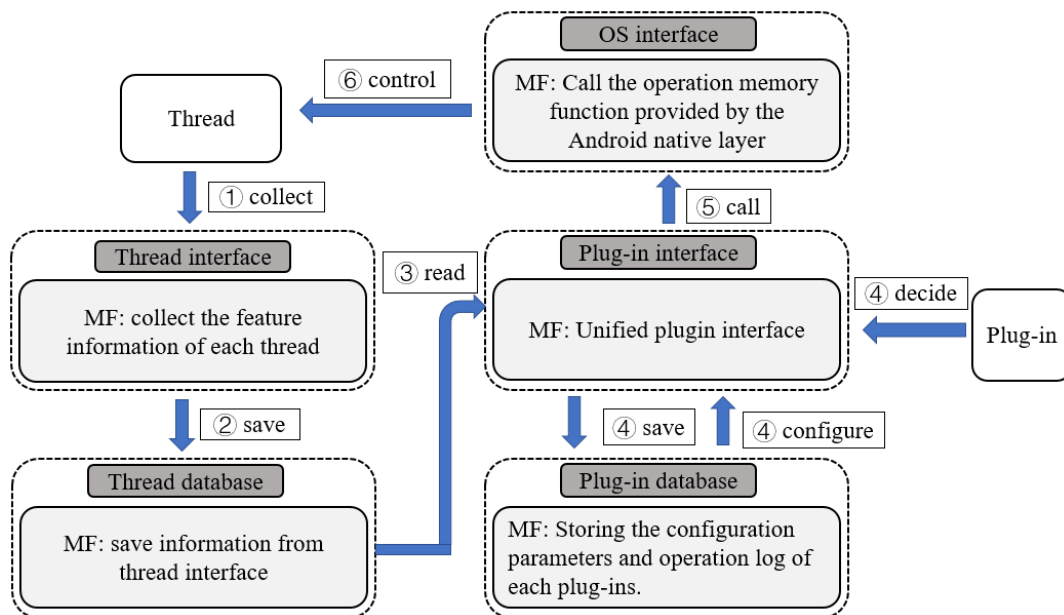 OS interface
MF: Call the operation memory
function provided by the
Android native layer
⑥ control
Thread
① collect
⑤ call
Thread interface
MF: collect the feature
information of each thread
③ read
Plug-in interface
MF: Unified plugin interface
④ decide
Plug-in
② save
④ save
④ configure
Thread database
MF: save information from
thread interface
Plug-in database
MF: Storing the configuration
parameters and operation log of
each plug-ins.